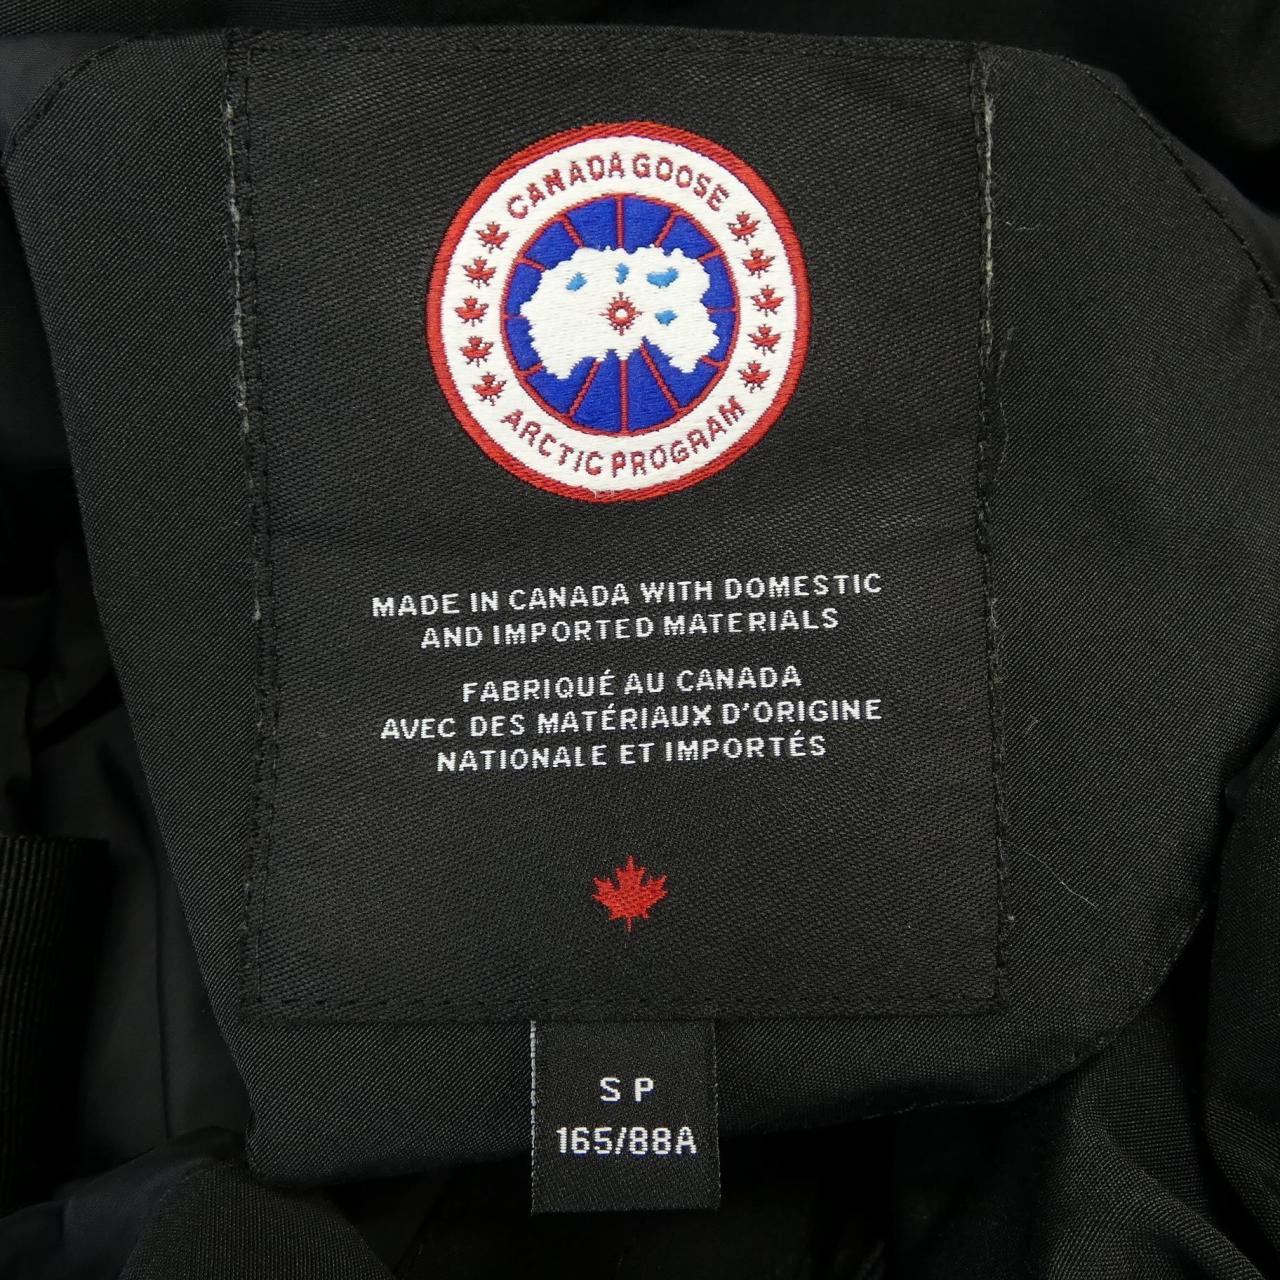 CANADA GOOSE
ARCTIC PROGRAM
MADE IN CANADA WITH DOMESTIC
AND IMPORTED MATERIALS
FABRIQUÉ AU CANADA
AVEC DES MATÉRIAUX D'ORIGINE
NATIONALE ET IMPORTÉS
S P
165/88A